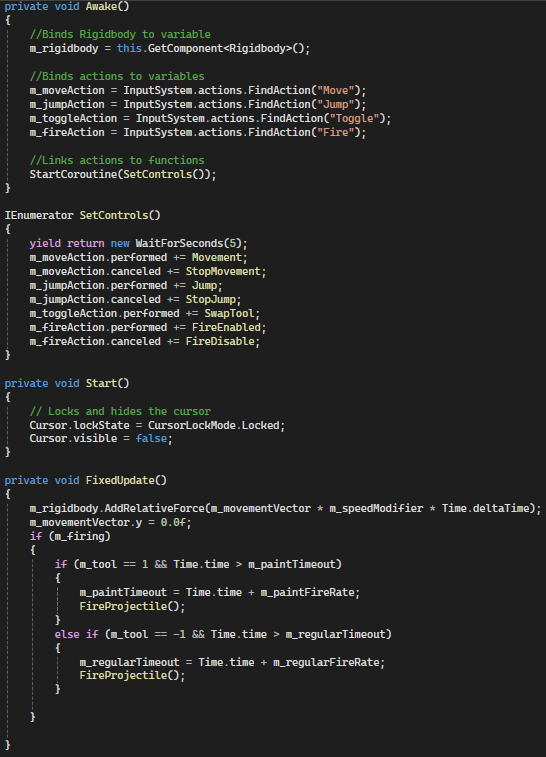 private void Awake()
{
//Binds Rigidbody to variable
m_rigidbody = this.GetComponent<Rigidbody>();
//Binds actions to variables
m_moveAction = InputSystem.actions.FindAction("Move");
m_jumpAction = InputSystem.actions.FindAction("Jump");
m_toggleAction = InputSystem.actions.FindAction("Toggle");
m_fireAction = InputSystem.actions.FindAction("Fire");
//Links actions to functions
StartCoroutine(SetControls());
}
IEnumerator SetControls()
{
yield return new WaitForSeconds(5);
m_moveAction.performed += Movement;
m_moveAction.canceled += StopMovement;
m_jumpAction.performed += Jump;
m_jumpAction.canceled += StopJump;
m_toggleAction.performed += SwapTool;
m_fireAction.performed += FireEnabled;
m_fireAction.canceled += FireDisable;
}
private void Start()
{
// Locks and hides the cursor
Cursor.lockState = CursorLockMode.Locked;
Cursor.visible = false;
}
private void FixedUpdate()
{
m_rigidbody.AddRelativeForce(m_movementVector * m_speedModifier * Time.deltaTime);
m_movementVector.y = 0.0f;
if (m_firing)
{
if (m_tool == 1 && Time.time > m_paintTimeout)
{
m_paintTimeout = Time.time + m_paintFireRate;
FireProjectile();
}
else if (m_tool == -1 && Time.time > m_regularTimeout)
{
m_regularTimeout = Time.time + m_regularFireRate;
FireProjectile();
}
}
}